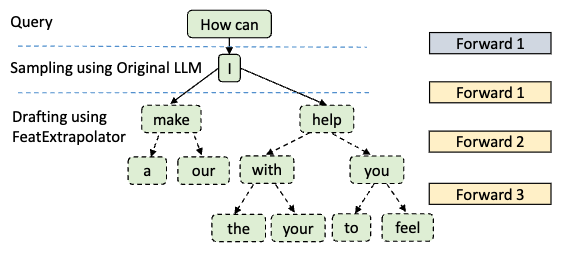 Query
How can
Forward 1
Sampling using Original LLM
I
Forward 1
Drafting using
FeatExtrapolator
make
help
Forward 2
a
our
with
you
Forward 3
the
your
to
feel